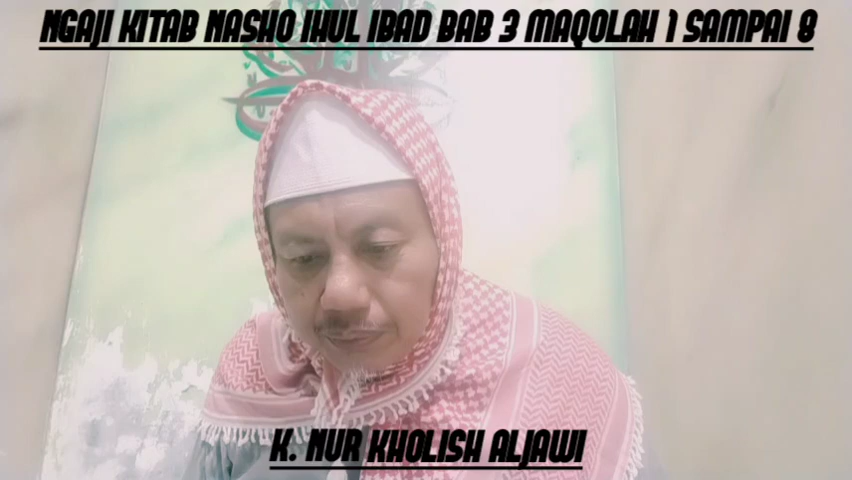 NGAJI KITAB NASHO IHUL IBAD BAB 3 MAQOLAH 1 SAMPAI 8
K. NUR KHOLISH ALJAWI